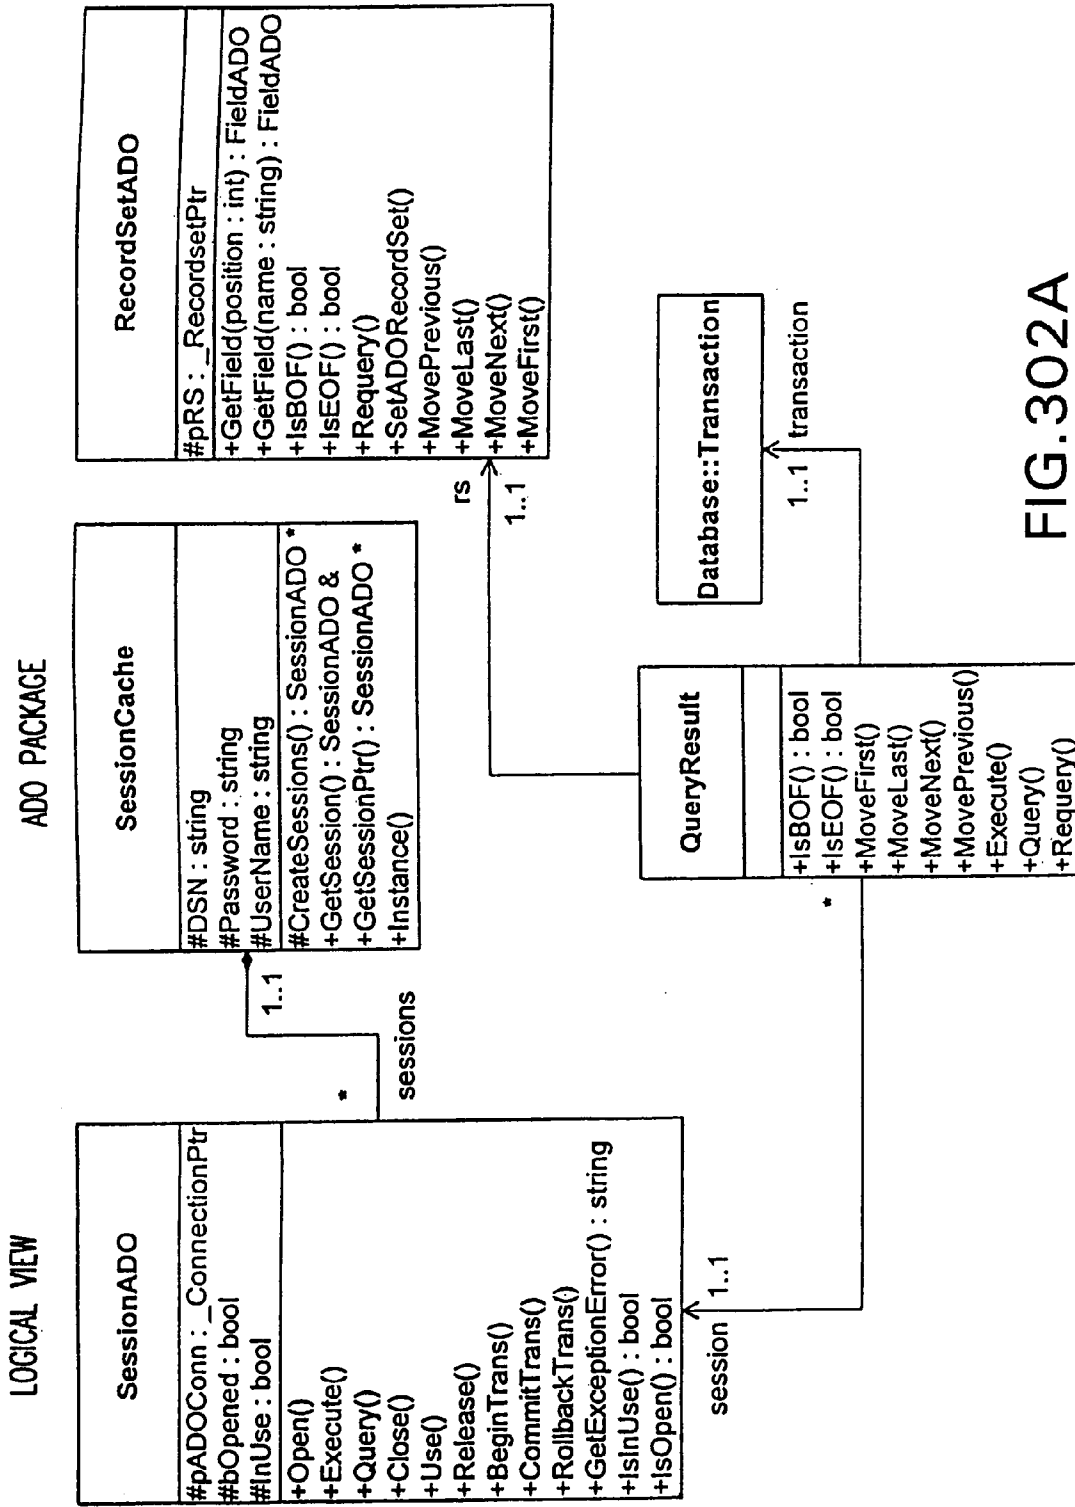 LOGICAL VIEW
ADO PACKAGE
SessionADO
#pADOConn : _ConnectionPtr
#bOpened : bool
#InUse : bool
+Open()
+Execute()
+Query()
+Close()
+Use()
+Release()
+BeginTrans()
+CommitTrans()
+RollbackTrans()
+GetExceptionError() : string
+IsInUse() : bool
+IsOpen() : bool
*
sessions
1..1
SessionCache
#DSN : string
#Password : string
#UserName : string
#CreateSessions() : SessionADO *
+GetSession() : SessionADO &
+GetSessionPtr() : SessionADO *
+Instance()
RecordSetADO
#pRS : _RecordsetPtr
+GetField(position : int) : FieldADO
+GetField(name : string) : FieldADO
+IsBOF() : bool
+IsEOF() : bool
+Requery()
+SetADORecordSet()
+MovePrevious()
+MoveLast()
+MoveNext()
+MoveFirst()
rs
1..1
session
1..1
*
QueryResult
+IsBOF() : bool
+IsEOF() : bool
+MoveFirst()
+MoveLast()
+MoveNext()
+MovePrevious()
+Execute()
+Query()
+Requery()
Database::Transaction
1..1
transaction
FIG.302A